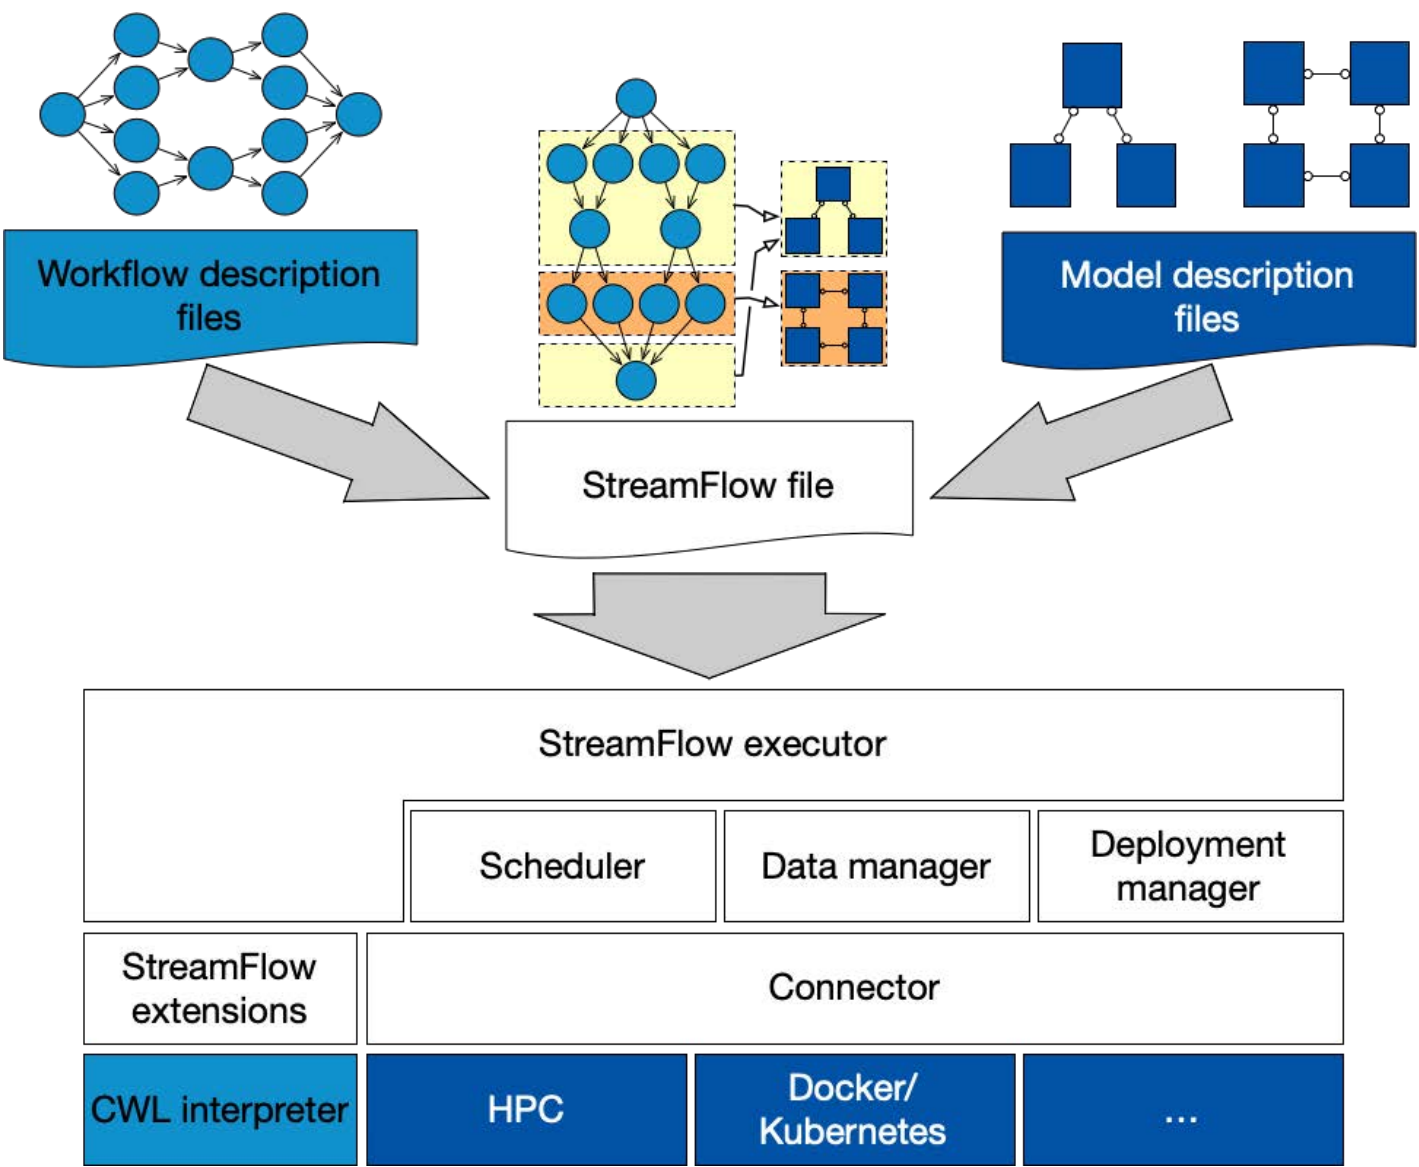 Workflow description
files
Model description
files
StreamFlow file
StreamFlow executor
Scheduler
Data manager
Deployment
manager
StreamFlow
extensions
Connector
CWL interpreter
HPC
Docker/
Kubernetes
...